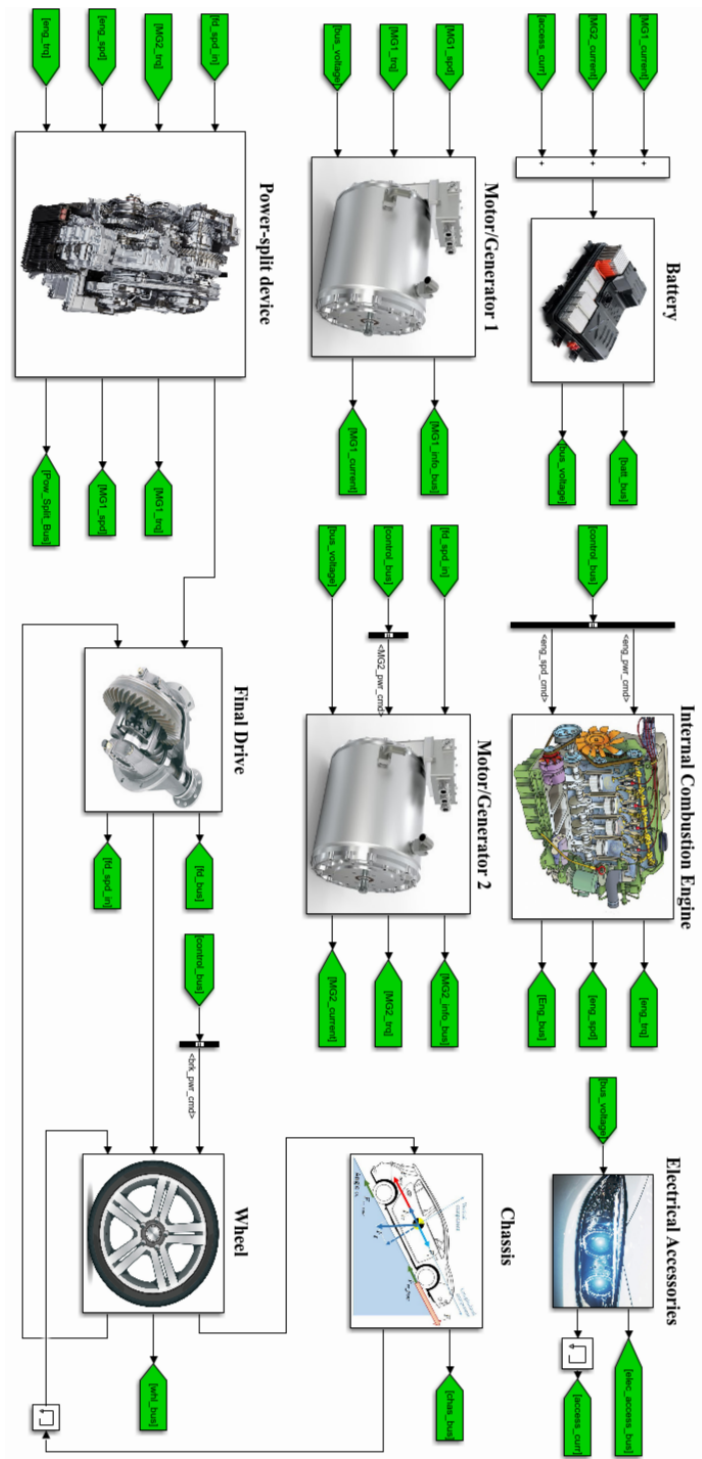 Battery
[MG1_current]
[MG2_current]
[access_curr]
+
+
+
[batt_bus]
[bus_voltage]
Internal Combustion Engine
[control_bus]
<eng_pwr_cmd>
<eng_spd_cmd>
[eng_trq]
[eng_spd]
[Eng_bus]
Electrical Accessories
[bus_voltage]
[elec_access_bus]
[access_curr]
Motor/Generator 1
[MG1_spd]
[MG1_trq]
[bus_voltage]
[MG1_info_bus]
[MG1_current]
Motor/Generator 2
[fd_spd_in]
[control_bus]
<MG2_pwr_cmd>
[bus_voltage]
[MG2_info_bus]
[MG2_trq]
[MG2_current]
Chassis
[chas_bus]
Power-split device
[fd_spd_in]
[MG2_trq]
[eng_spd]
[eng_trq]
[MG1_trq]
[MG1_spd]
[Pow_Split_Bus]
Final Drive
[fd_bus]
[fd_spd_in]
[control_bus]
<brk_pwr_cmd>
Wheel
[whl_bus]